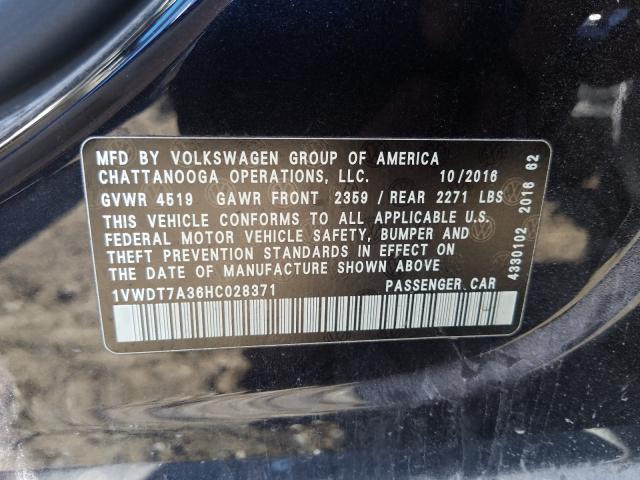 MFD BY VOLKSWAGEN GROUP OF AMERICA
CHATTANOOGA OPERATIONS, LLC. 10/2016
GVWR 4519 GAWR FRONT 2359 / REAR 2271 LBS
THIS VEHICLE CONFORMS TO ALL APPLICABLE U.S.
FEDERAL MOTOR VEHICLE SAFETY, BUMPER AND
THEFT PREVENTION STANDARDS IN EFFECT ON
THE DATE OF MANUFACTURE SHOWN ABOVE
1VWDT7A36HC028371 PASSENGER CAR
4330102 2016 62